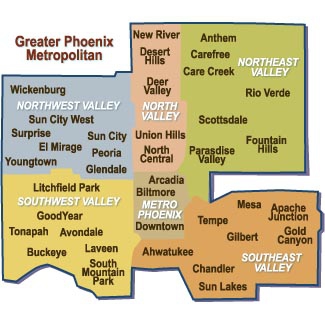 Greater Phoenix
Metropolitan
Wickenburg
NORTHWEST VALLEY
Sun City West
Surprise
Sun City
El Mirage
Peoria
Youngtown
Glendale
New River
Desert
Hills
Deer
Valley
NORTH
VALLEY
Union Hills
North
Central
Anthem
Carefree
Care Creek
NORTHEAST
VALLEY
Rio Verde
Scottsdale
Fountain
Hills
Paradise
Valley
Litchfield Park
SOUTHWEST VALLEY
GoodYear
Tonapah
Avondale
Buckeye
Laveen
South
Mountain
Park
Arcadia
Biltmore
METRO
PHOENIX
Downtown
Ahwatukee
Mesa
Apache
Junction
Tempe
Gilbert
Gold
Canyon
SOUTHEAST
VALLEY
Chandler
Sun Lakes